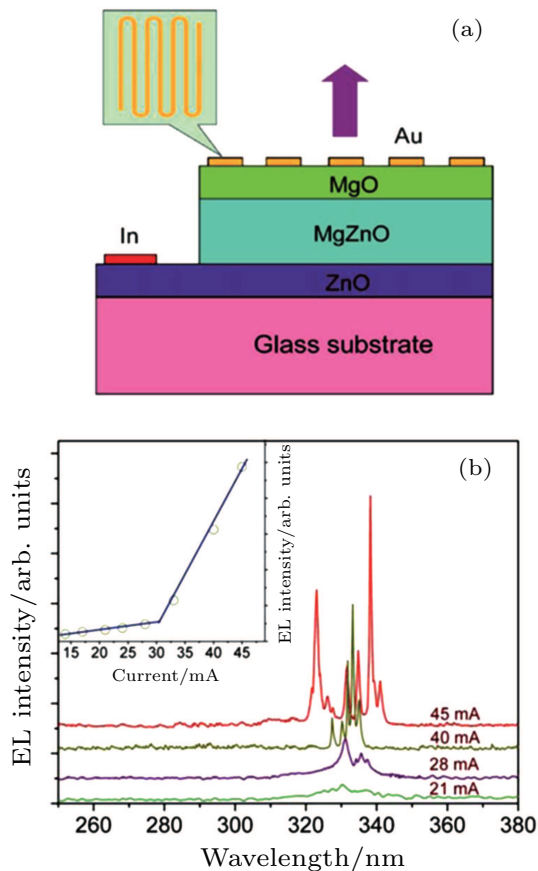 (a)
Au
MgO
In
MgZnO
ZnO
Glass substrate
(b)
EL intensity/arb. units
EL intensity/arb. units
15 20 25 30 35 40 45
Current/mA
45 mA
40 mA
28 mA
21 mA
260 280 300 320 340 360 380
Wavelength/nm